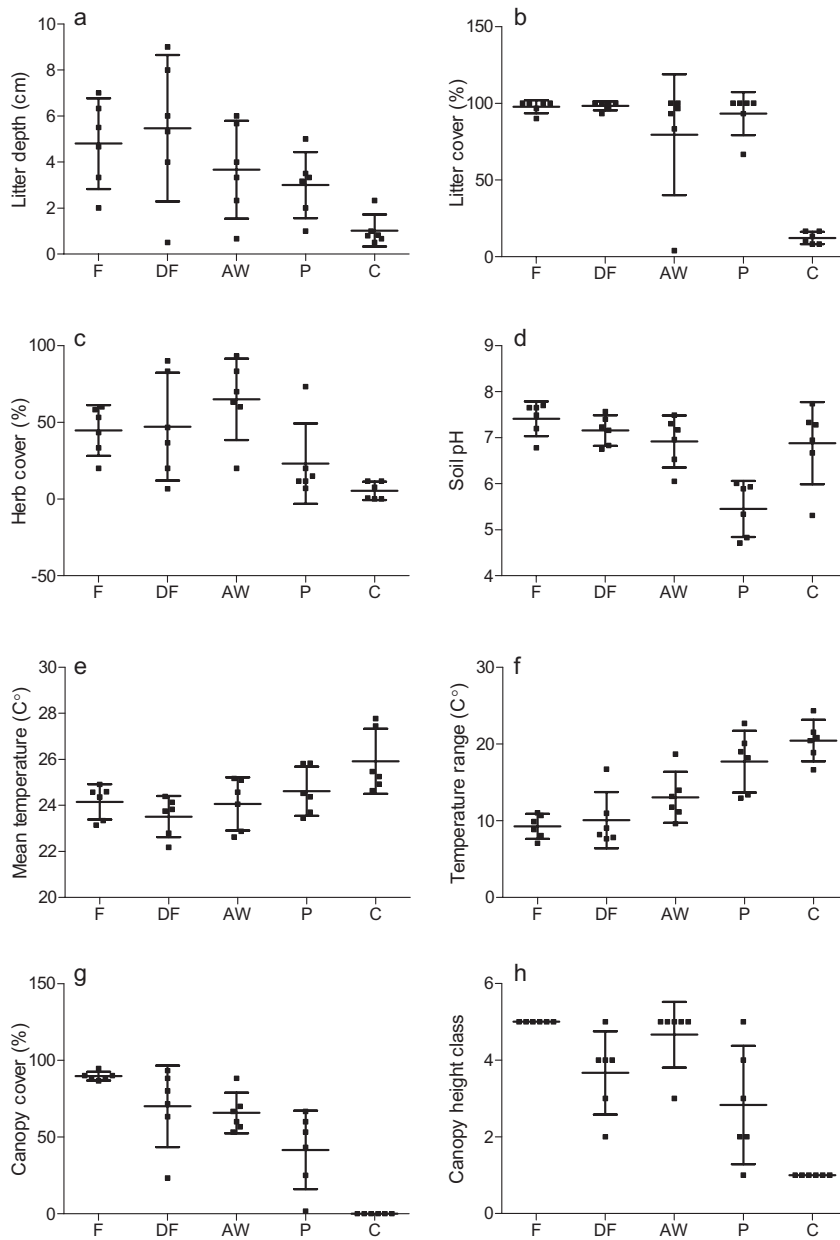 a
Litter depth (cm)
10
8
6
4
2
0
F DF AW P C
b
Litter cover (%)
150
100
50
0
F DF AW P C
c
Herb cover (%)
100
50
0
-50
F DF AW P C
d
Soil pH
9
8
7
6
5
4
F DF AW P C
e
Mean temperature (C°)
30
28
26
24
22
20
F DF AW P C
f
Temperature range (C°)
30
20
10
0
F DF AW P C
g
Canopy cover (%)
150
100
50
0
F DF AW P C
h
Canopy height class
6
4
2
0
F DF AW P C